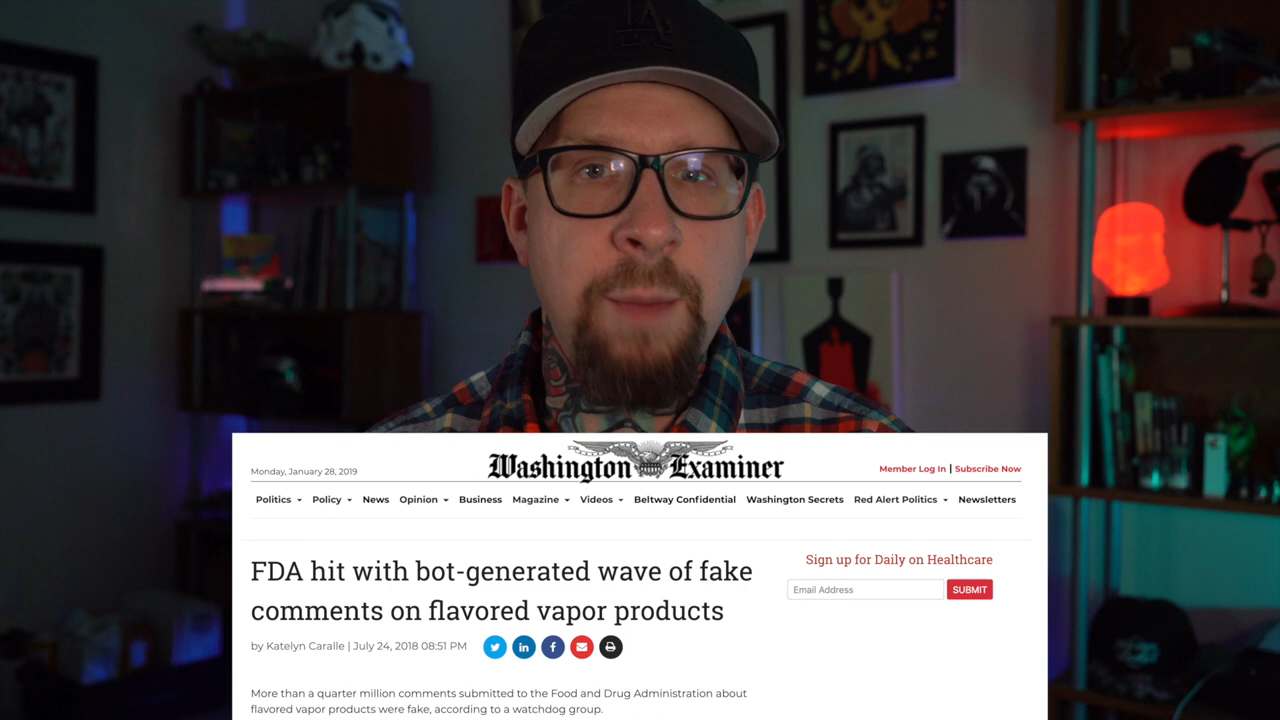 LA
Monday, January 28, 2019
Washington Examiner
Member Log In | Subscribe Now
Politics Policy News Opinion Business Magazine Videos Beltway Confidential Washington Secrets Red Alert Politics Newsletters
FDA hit with bot-generated wave of fake
comments on flavored vapor products
Sign up for Daily on Healthcare
Email Address SUBMIT
by Katelyn Caralle | July 24, 2018 08:51 PM
More than a quarter million comments submitted to the Food and Drug Administration about
flavored vapor products were fake, according to a watchdog group.